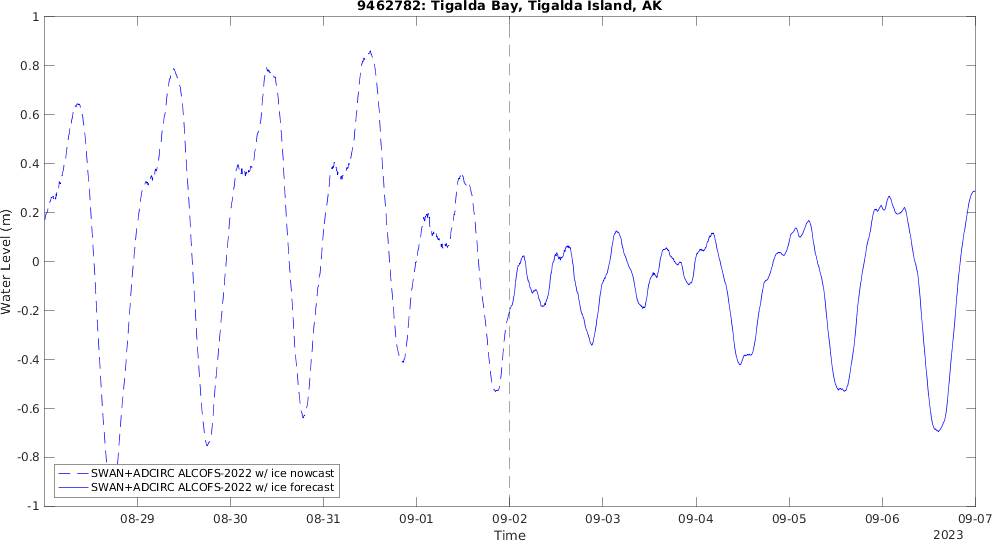 9462782: Tigalda Bay, Tigalda Island, AK
1
0.8
0.6
0.4
0.2
0
-0.2
-0.4
-0.6
-0.8
-1
Water Level (m)
SWAN+ADCIRC ALCOFS-2022 w/ ice nowcast
SWAN+ADCIRC ALCOFS-2022 w/ ice forecast
08-29 08-30 08-31 09-01 09-02 09-03 09-04 09-05 09-06 09-07
Time
2023